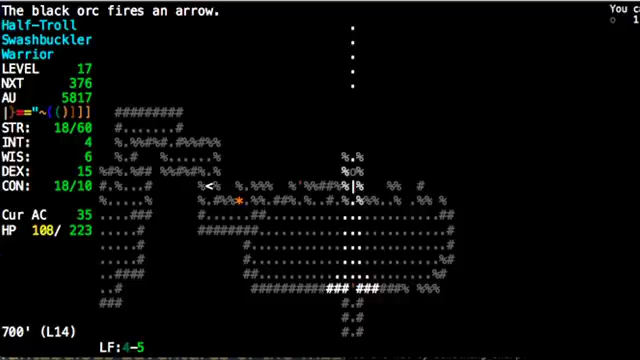 The black orc fires an arrow.
You ca
Half-Troll
Swashbuckler
Warrior
LEVEL 17
NXT 376
AU 5817
STR: 18/60
INT: 4
WIS: 6
DEX: 15
CON: 18/10
Cur AC 35
HP 108/ 223
700' (L14)
LF:4-5